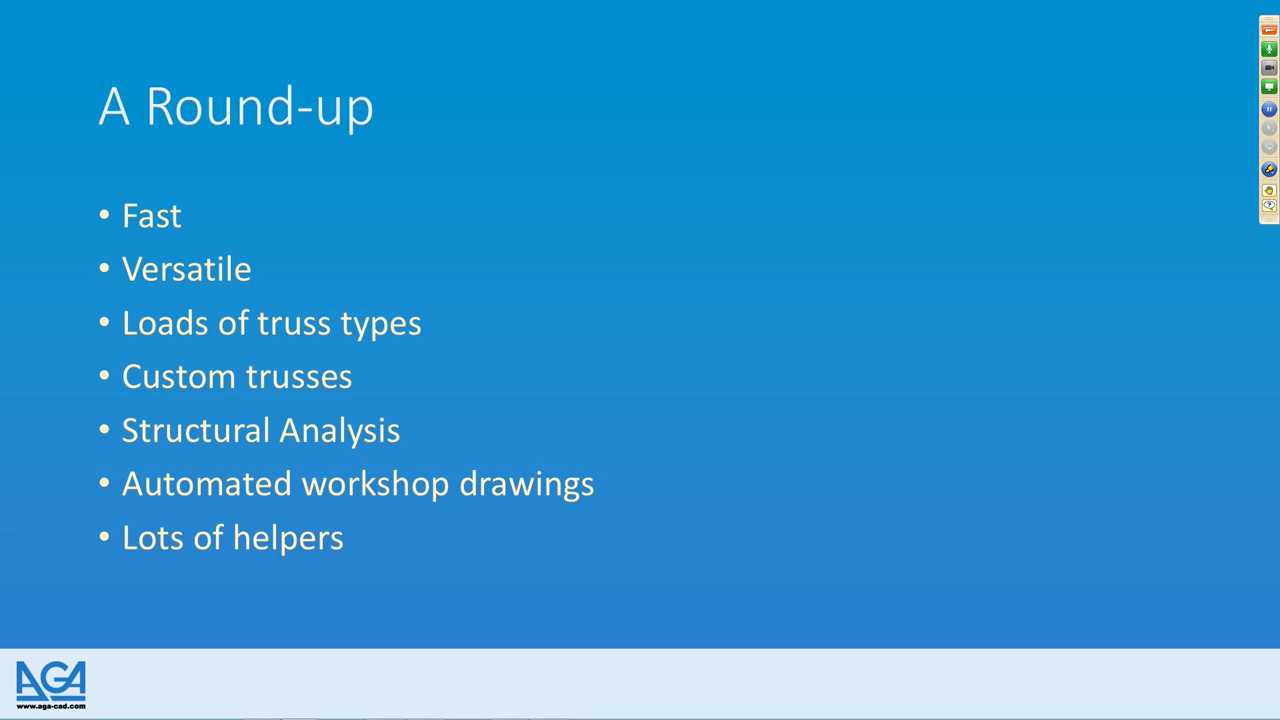 A Round-up
• Fast
• Versatile
• Loads of truss types
• Custom trusses
• Structural Analysis
• Automated workshop drawings
• Lots of helpers
AGA
www.aga-cad.com